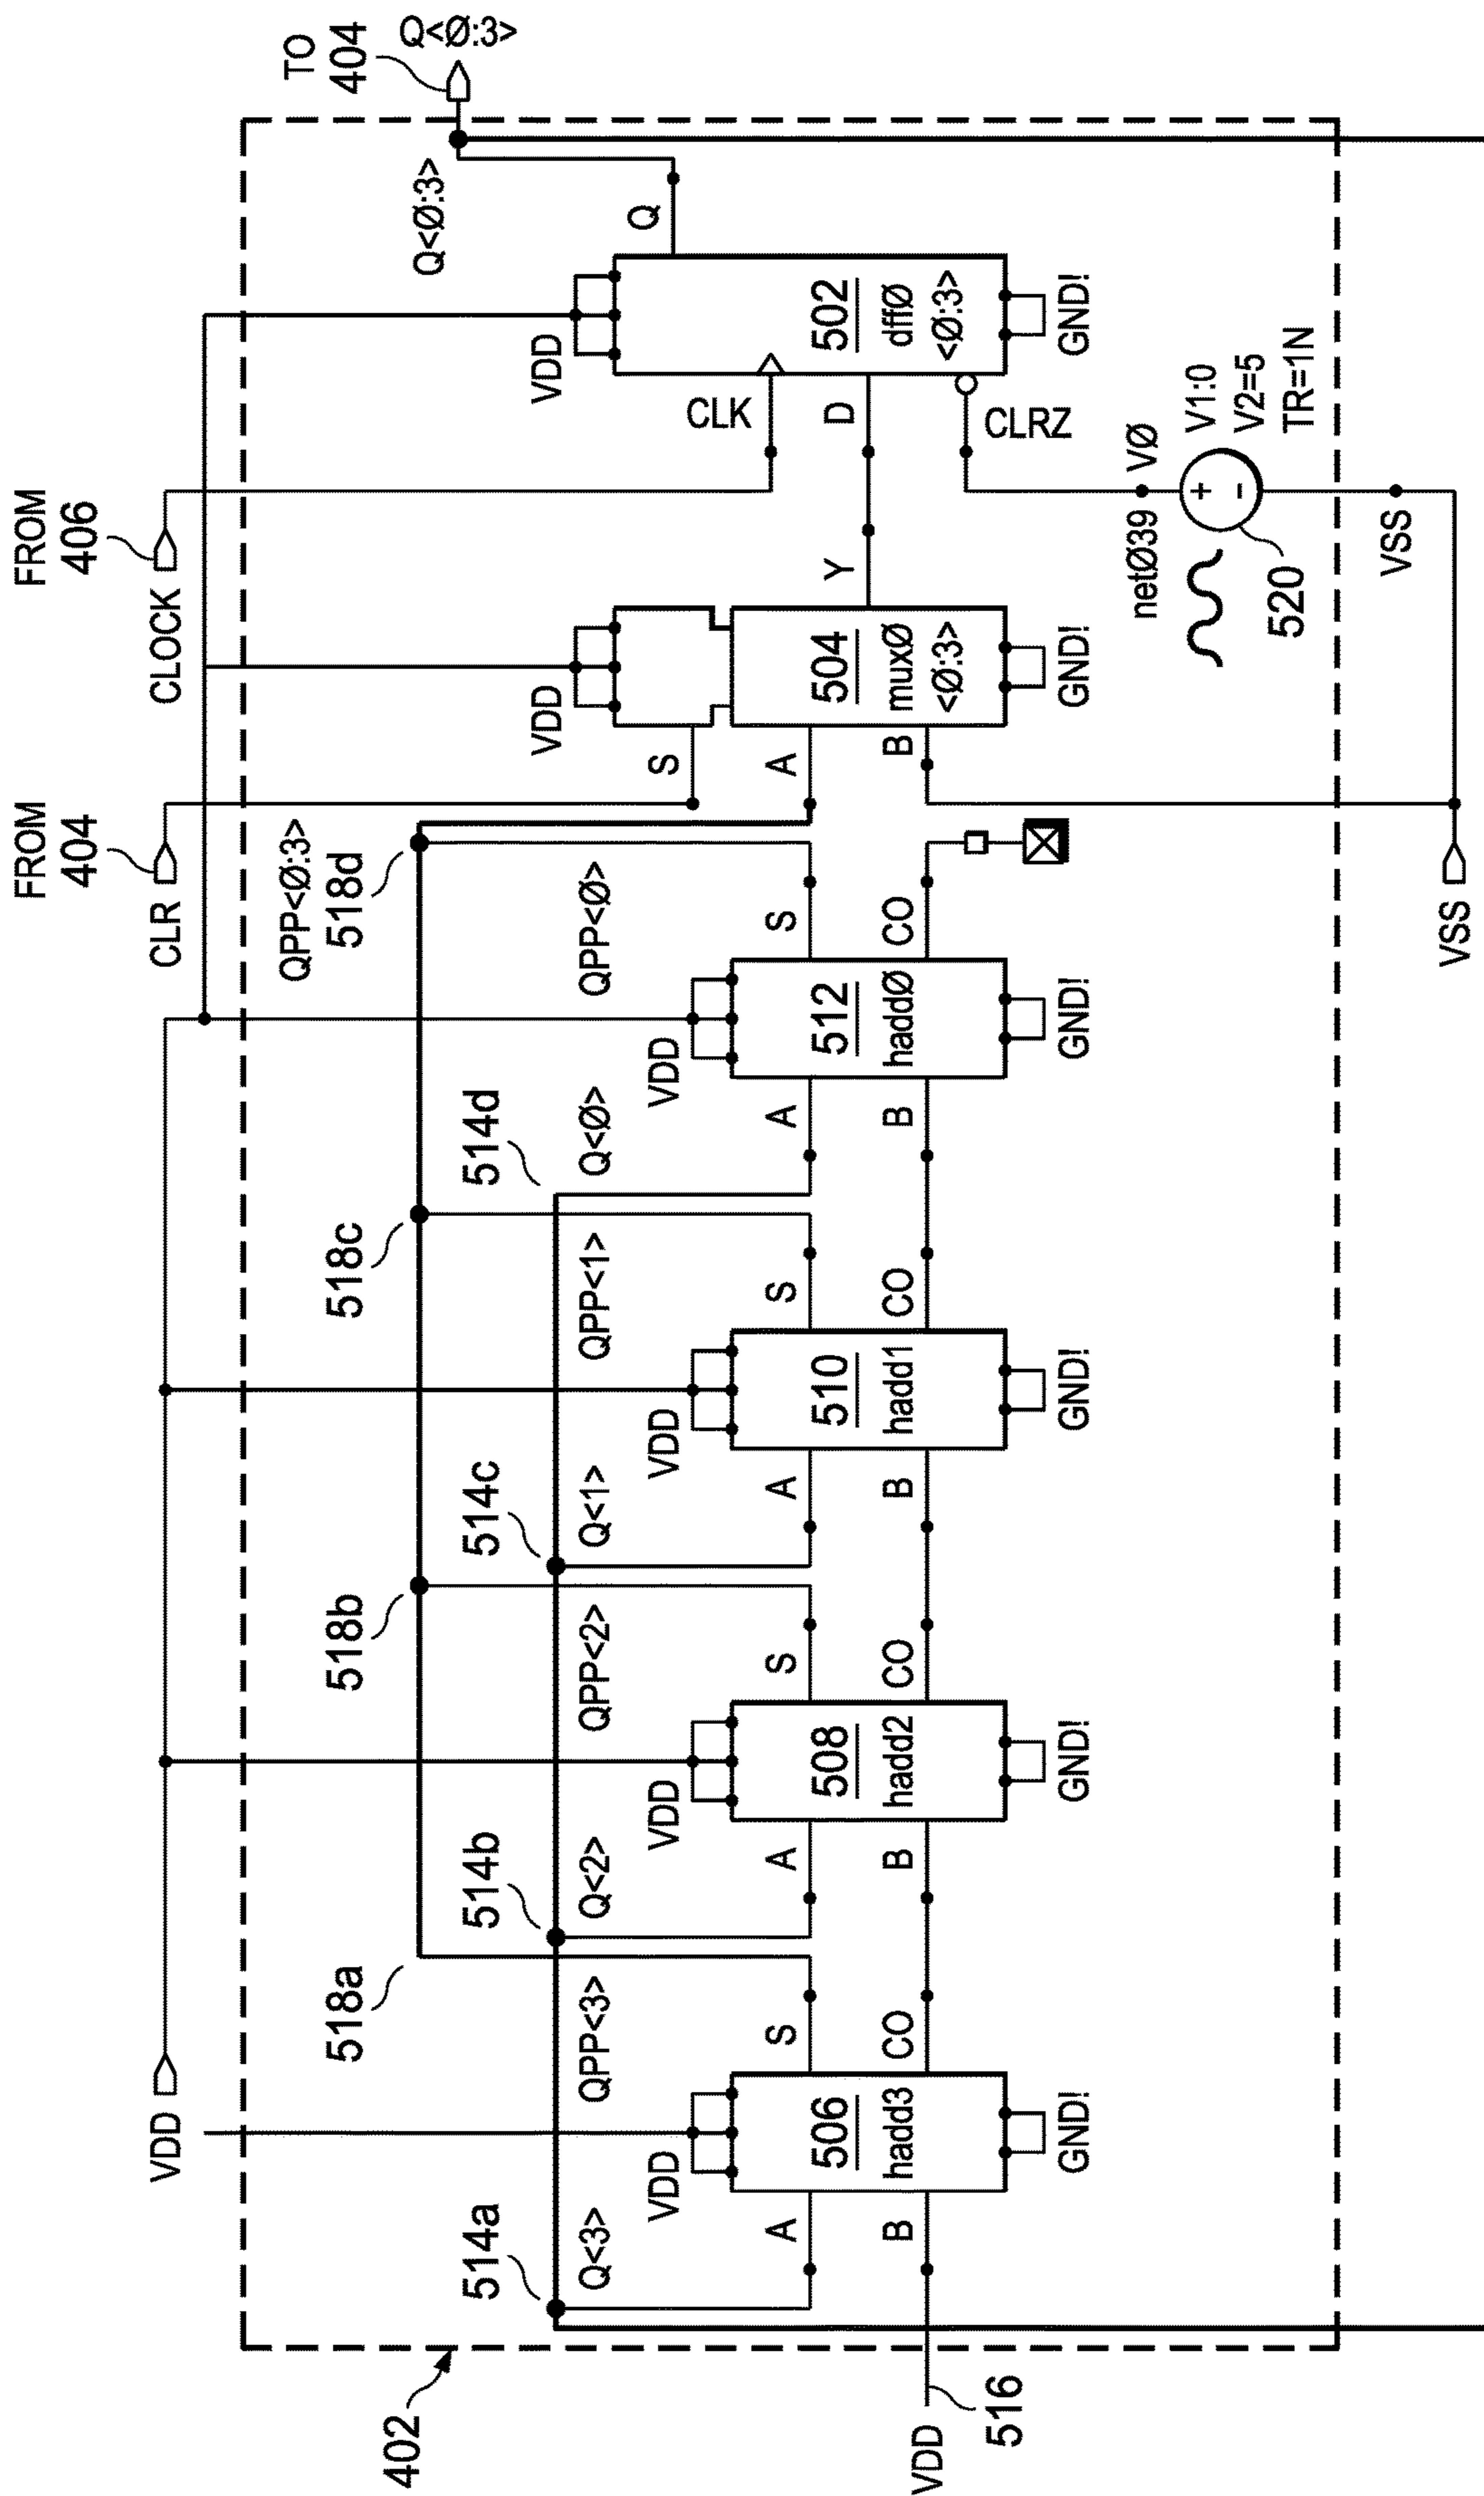 402
VDD
516
514a
Q<3>
A
B
VDD
506
hadd3
GND!
VDD
518a
QPP<3>
S
CO
514b
Q<2>
A
B
VDD
508
hadd2
GND!
518b
QPP<2>
S
CO
514c
Q<1>
A
B
VDD
510
hadd1
GND!
518c
QPP<1>
S
CO
514d
Q<Ø>
A
B
VDD
512
haddØ
GND!
QPP<Ø:3>
518d
QPP<Ø>
S
CO
FROM
404
CLR
VSS
S
A
B
VDD
504
muxØ
<Ø:3>
GND!
Y
FROM
406
CLOCK
CLK
D
CLRZ
netØ39
VØ
520
V1:0
V2=5
TR=1N
VSS
VDD
502
dffØ
<Ø:3>
GND!
Q
Q<Ø:3>
TO
404
Q<Ø:3>